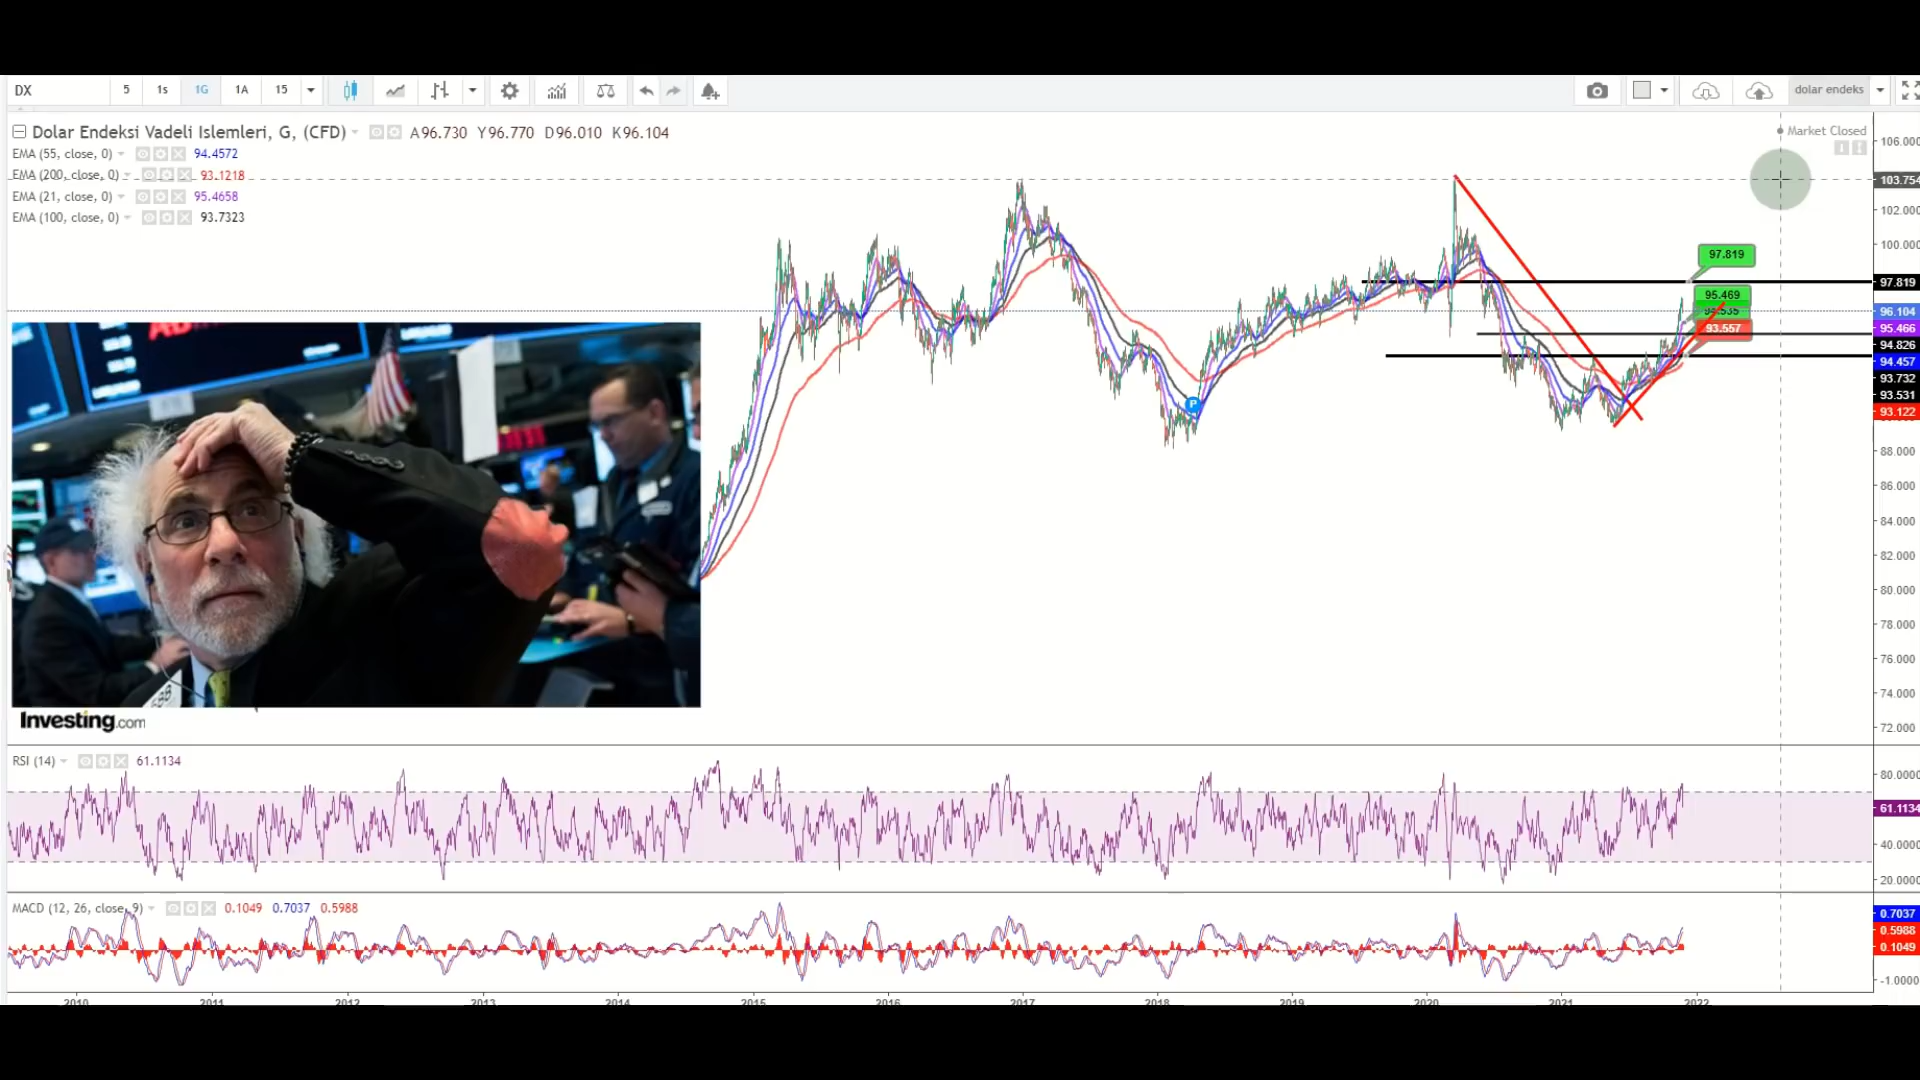 DX 5 1s 1G 1A 15 dolar endeks
Dolar Endeksi Vadeli Islemleri, G, (CFD) A96.730 Y96.770 D96.010 K96.104
Market Closed
EMA (55, close, 0) 94.4572
EMA (200, close, 0) 93.1218
EMA (21, close, 0) 95.4658
EMA (100, close, 0) 93.7323
106.000
103.754
102.000
100.000
97.819
97.819
95.469
94.535
93.557
P
96.104
95.466
94.826
94.457
93.732
93.531
93.122
88.000
86.000
84.000
82.000
80.000
78.000
76.000
74.000
72.000
Investing.com
RSI (14) 61.1134
80.0000
61.1134
40.0000
20.0000
MACD (12, 26, close, 9) 0.1049 0.7037 0.5988
0.7037
0.5988
0.1049
-1.0000
2010 2011 2012 2013 2014 2015 2016 2017 2018 2019 2020 2021 2022